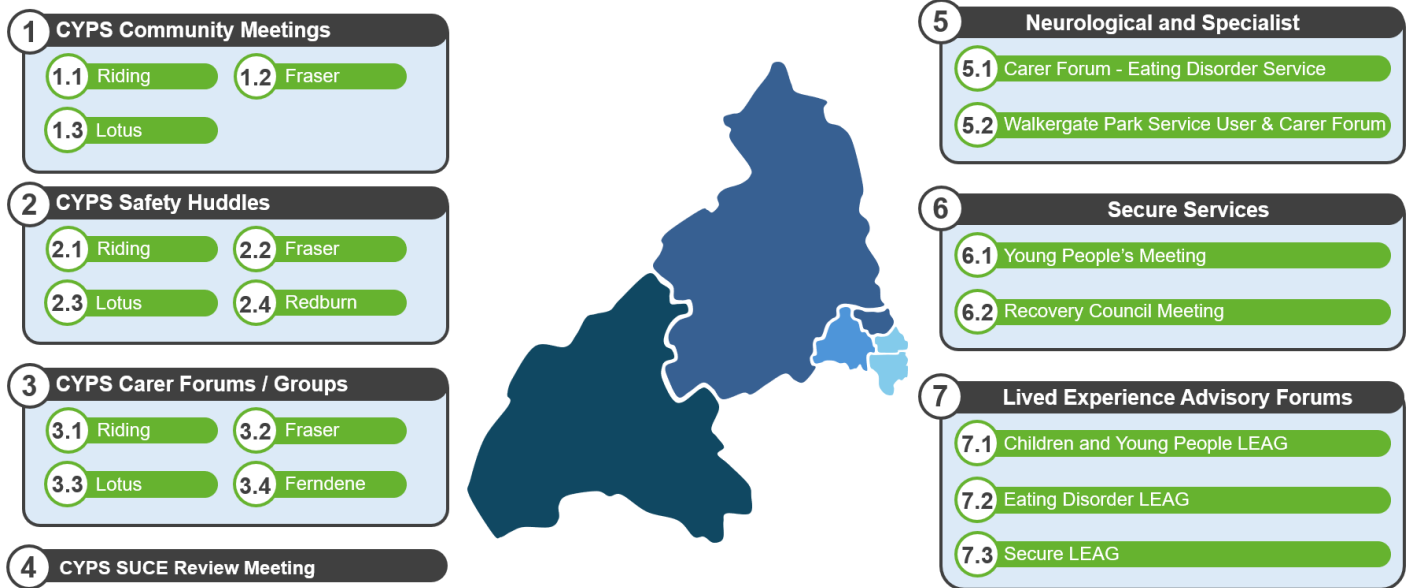 1 CYPS Community Meetings
1.1 Riding 1.2 Fraser
1.3 Lotus
2 CYPS Safety Huddles
2.1 Riding 2.2 Fraser
2.3 Lotus 2.4 Redburn
3 CYPS Carer Forums / Groups
3.1 Riding 3.2 Fraser
3.3 Lotus 3.4 Ferndene
4 CYPS SUCE Review Meeting
5 Neurological and Specialist
5.1 Carer Forum - Eating Disorder Service
5.2 Walkergate Park Service User & Carer Forum
6 Secure Services
6.1 Young People's Meeting
6.2 Recovery Council Meeting
7 Lived Experience Advisory Forums
7.1 Children and Young People LEAG
7.2 Eating Disorder LEAG
7.3 Secure LEAG